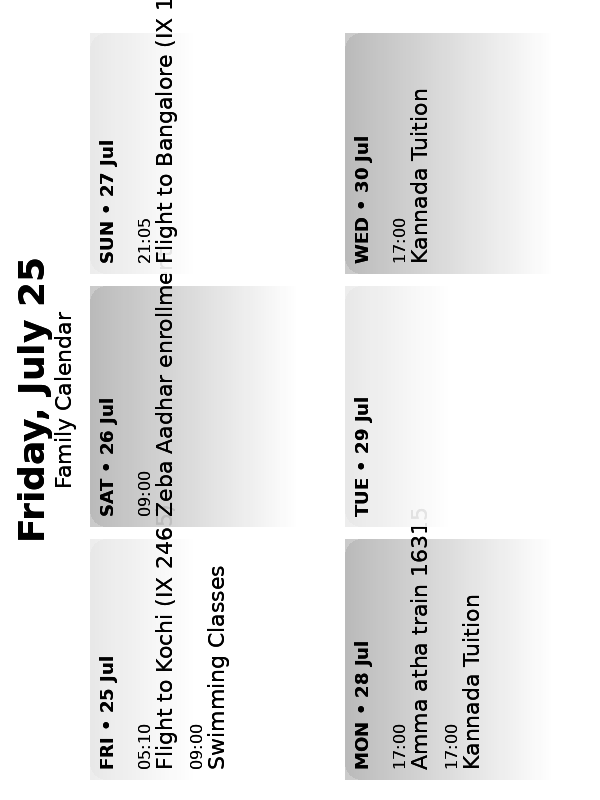 Friday, July 25
Family Calendar
FRI • 25 Jul
05:10
Flight to Kochi (IX 246
09:00
Swimming Classes
SAT • 26 Jul
09:00
Zeba Aadhar enrollme
SUN • 27 Jul
21:05
Flight to Bangalore (IX 1
MON • 28 Jul
17:00
Amma atha train 16315
17:00
Kannada Tuition
TUE • 29 Jul
WED • 30 Jul
17:00
Kannada Tuition